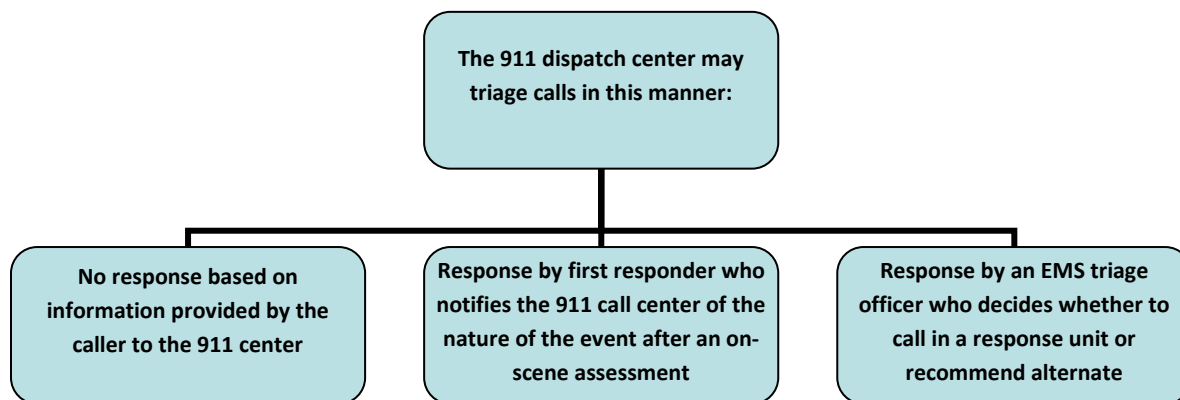 The 911 dispatch center may
triage calls in this manner:
No response based on
information provided by the
caller to the 911 center
Response by first responder who
notifies the 911 call center of the
nature of the event after an on-
scene assessment
Response by an EMS triage
officer who decides whether to
call in a response unit or
recommend alternate